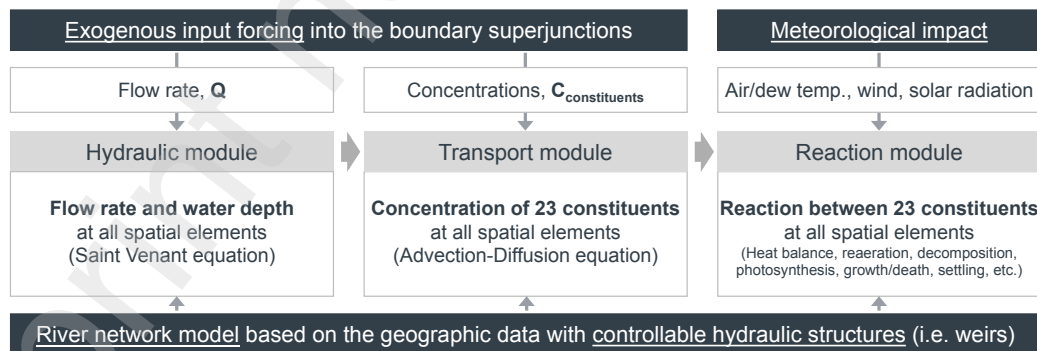 Exogenous input forcing into the boundary superjunctions
Meteorological impact
Flow rate, Q
Concentrations, C constituents
Air/dew temp., wind, solar radiation
Hydraulic module
Transport module
Reaction module
Flow rate and water depth
at all spatial elements
(Saint Venant equation)
Concentration of 23 constituents
at all spatial elements
(Advection-Diffusion equation)
Reaction between 23 constituents
at all spatial elements
(Heat balance, reaeration, decomposition,
photosynthesis, growth/death, settling, etc.)
River network model based on the geographic data with controllable hydraulic structures (i.e. weirs)